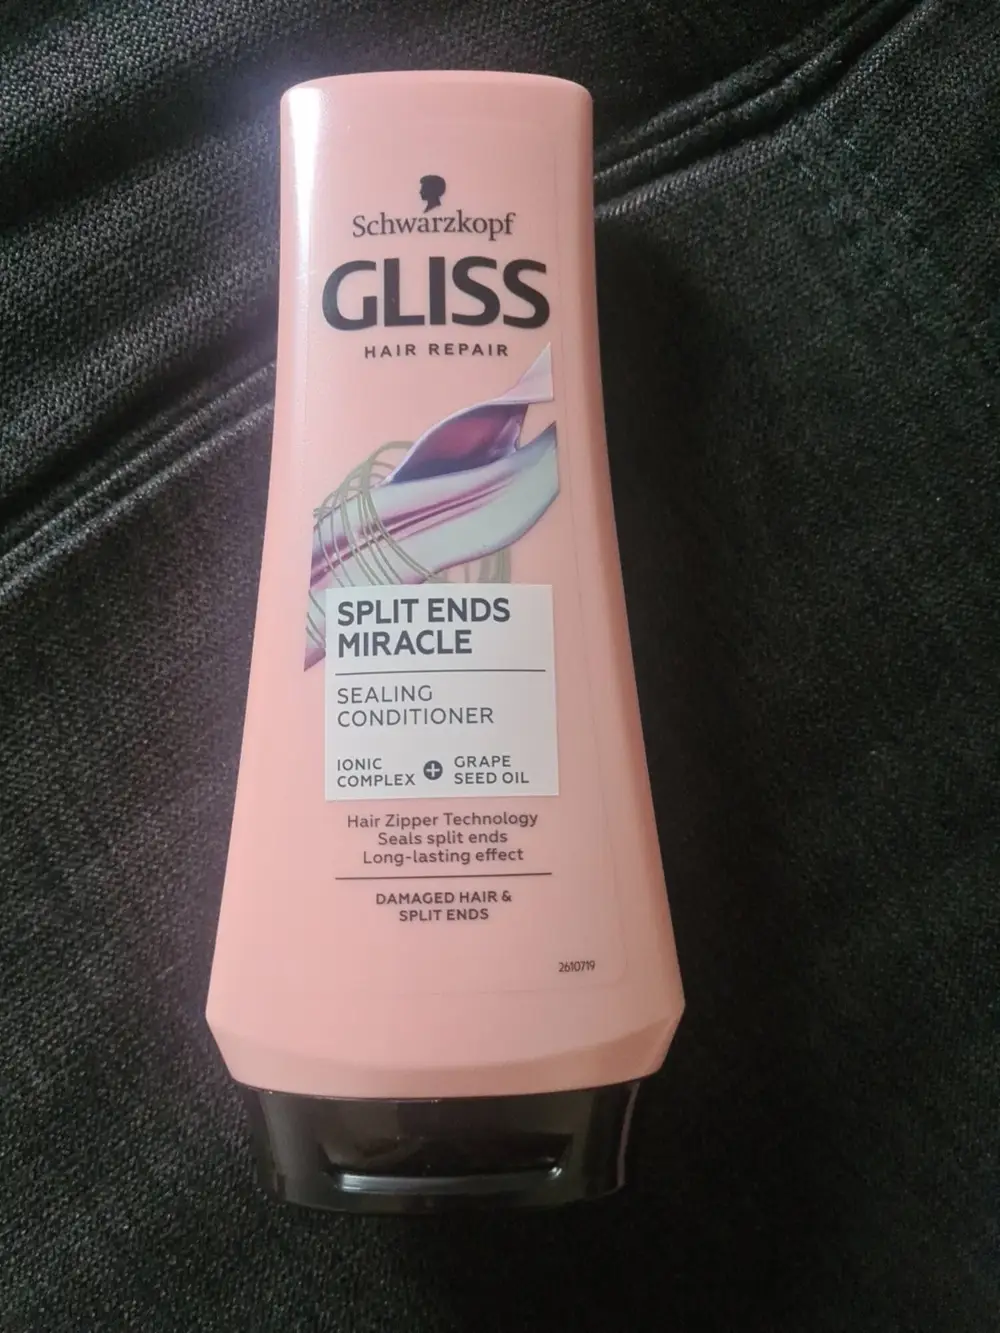 Schwarzkopf
GLISS
HAIR REPAIR
SPLIT ENDS
MIRACLE
SEALING
CONDITIONER
IONIC
COMPLEX + GRAPE
SEED OIL
Hair Zipper Technology
Seals split ends
Long-lasting effect
DAMAGED HAIR &
SPLIT ENDS
2610719